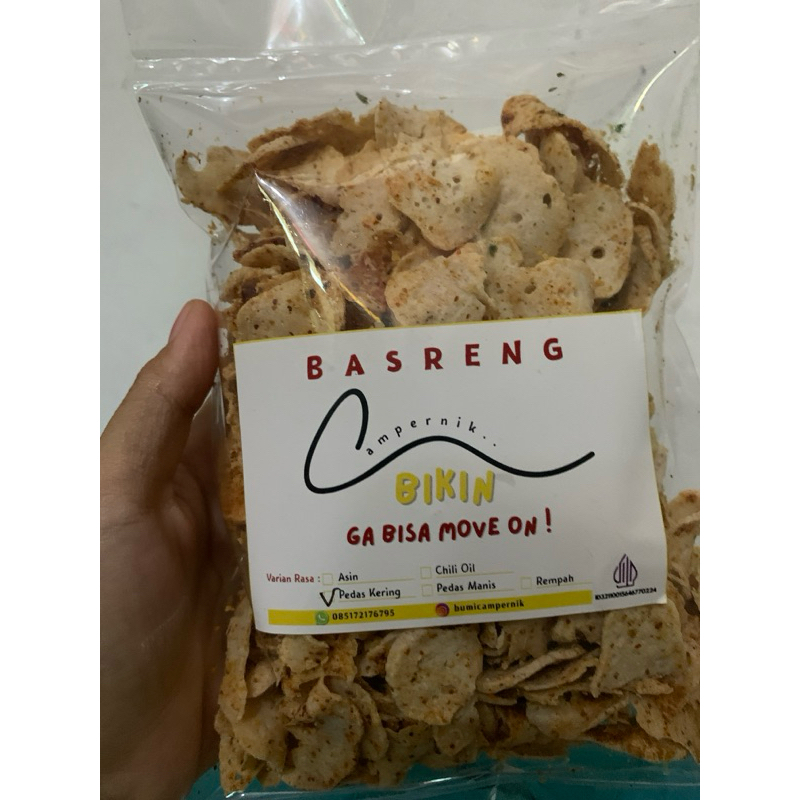 BASRENG
Campernik..
BIKIN
GA BISA MOVE ON!
Varian Rasa :
Asin
Chili Oil
Pedas Kering
Pedas Manis
Rempah
085172176795
bumicampernik
ID32110015646770224